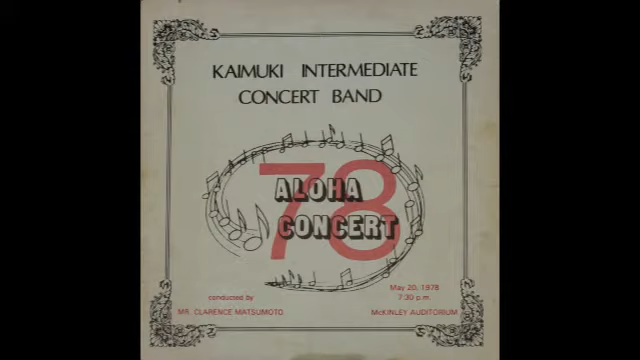 KAIMUKI INTERMEDIATE
CONCERT BAND
78
ALOHA
CONCERT
May 20, 1978
7:30 p.m.
conducted by
MR. CLARENCE MATSUMOTO
McKINLEY AUDITORIUM